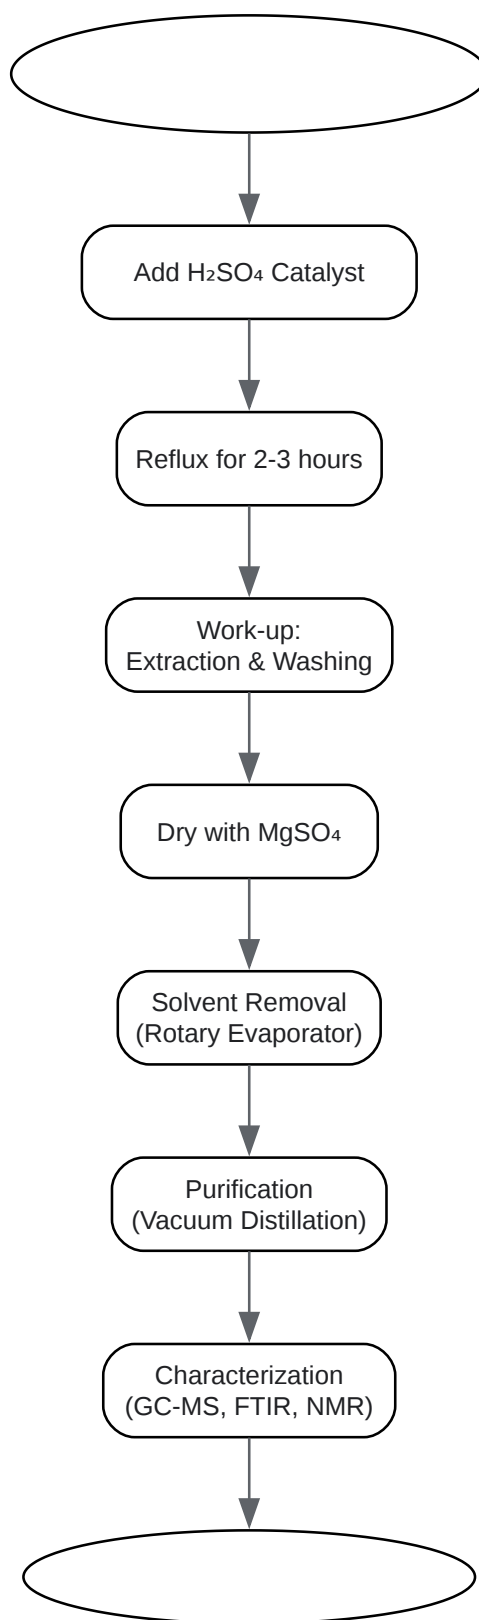 Add H₂SO₄ Catalyst
Reflux for 2-3 hours
Work-up:
Extraction & Washing
Dry with MgSO₄
Solvent Removal
(Rotary Evaporator)
Purification
(Vacuum Distillation)
Characterization
(GC-MS, FTIR, NMR)